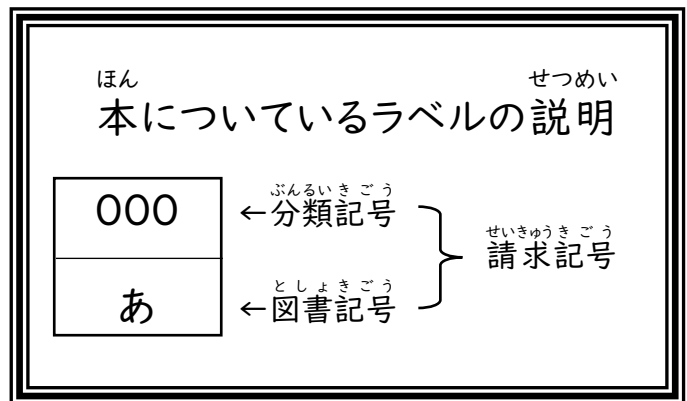 ほん せつめい
本についているラベルの説明
ぶんるいきごう
000 ←分類記号
せいきゅうきごう
請求記号
としょきごう
あ ←図書記号